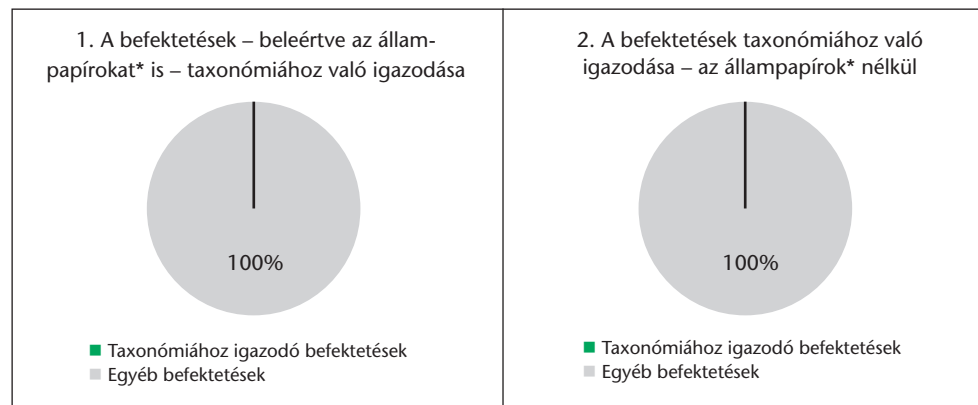 1. A befektetések – beleértve az állam-
papírokat* is – taxonómiához való igazodása
100%
Taxonómiához igazodó befektetések
Egyéb befektetések
2. A befektetések taxonómiához való
igazodása – az állampapírok* nélkül
100%
Taxonómiához igazodó befektetések
Egyéb befektetések